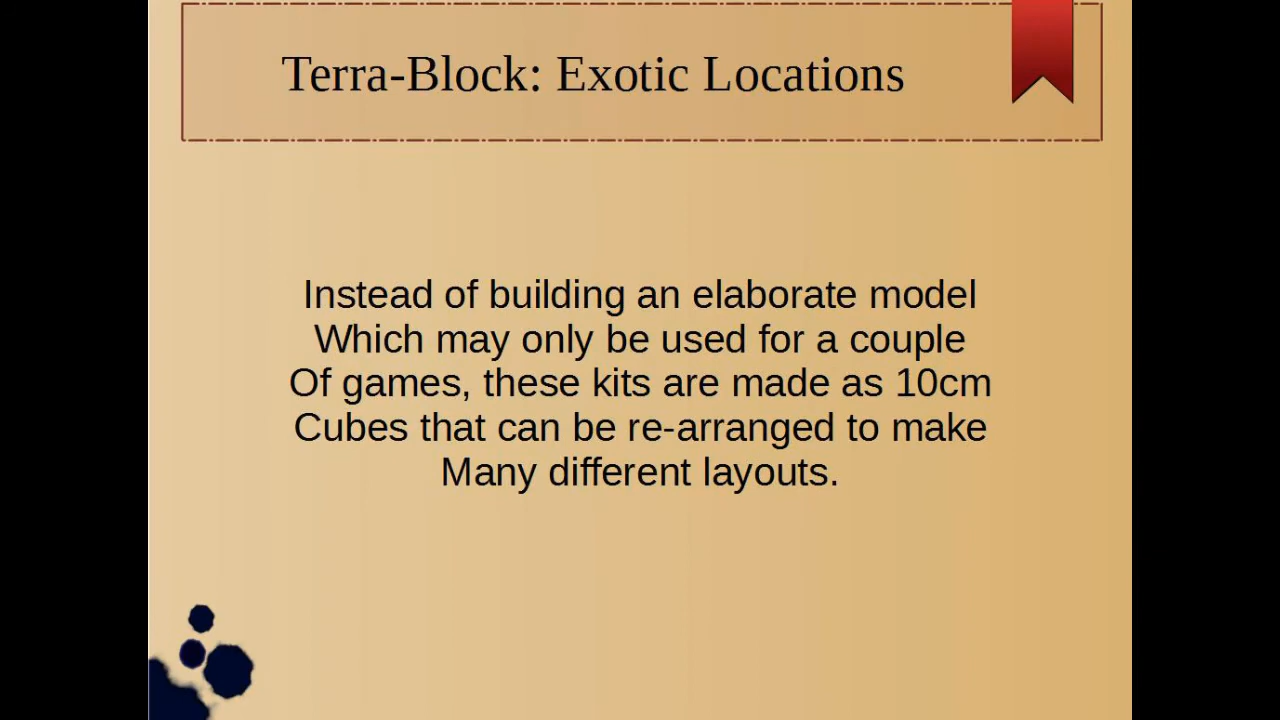 Terra-Block: Exotic Locations
Instead of building an elaborate model
Which may only be used for a couple
Of games, these kits are made as 10cm
Cubes that can be re-arranged to make
Many different layouts.